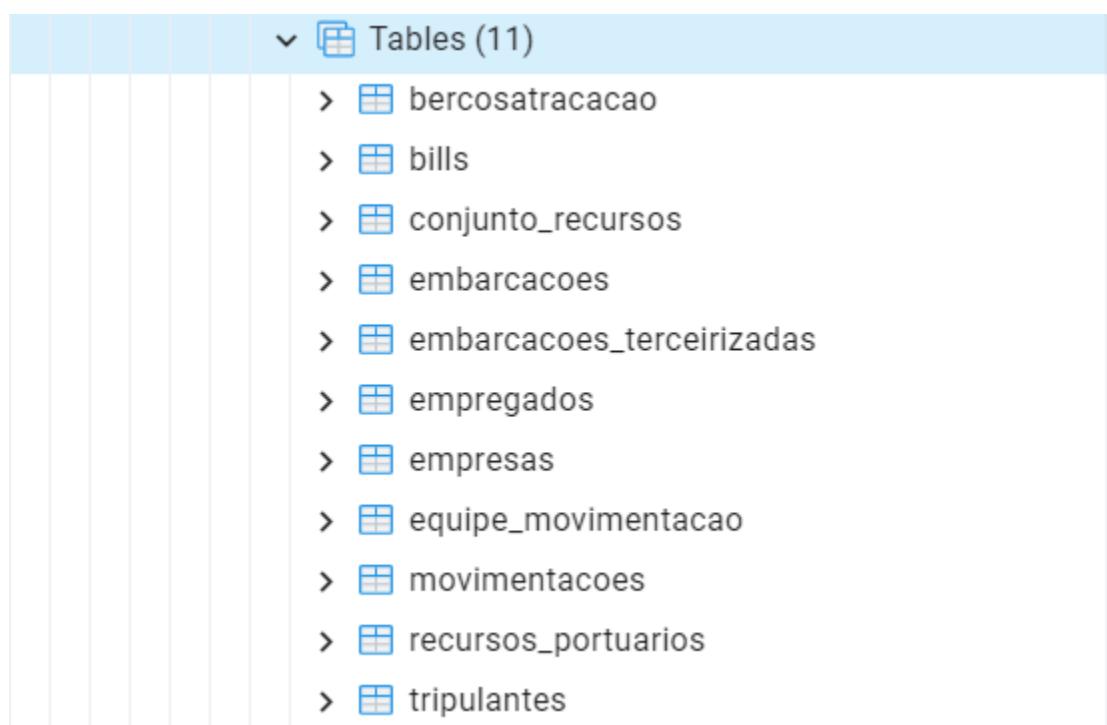 Tables (11)
bercosatracacao
bills
conjunto_recursos
embarcacoes
embarcacoes_terceirizadas
empregados
empresas
equipe_movimentacao
movimentacoes
recursos_portuarios
tripulantes